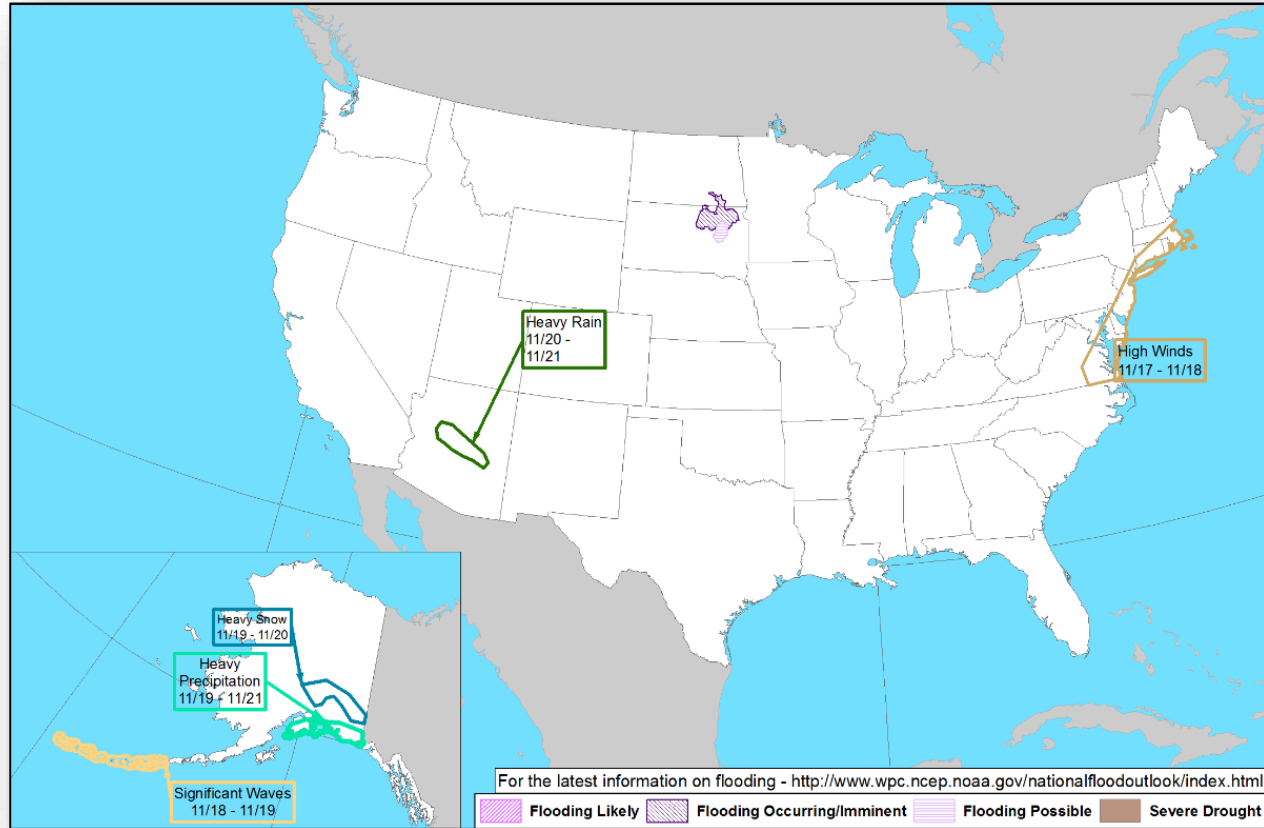 Heavy Rain
11/20 -
11/21
High Winds
11/17 - 11/18
Heavy Snow
11/19 - 11/20
Heavy
Precipitation
11/19 - 11/21
Significant Waves
11/18 - 11/19
For the latest information on flooding - http://www.wpc.ncep.noaa.gov/nationalfloodoutlook/index.html
Flooding Likely Flooding Occurring/Imminent Flooding Possible Severe Drought